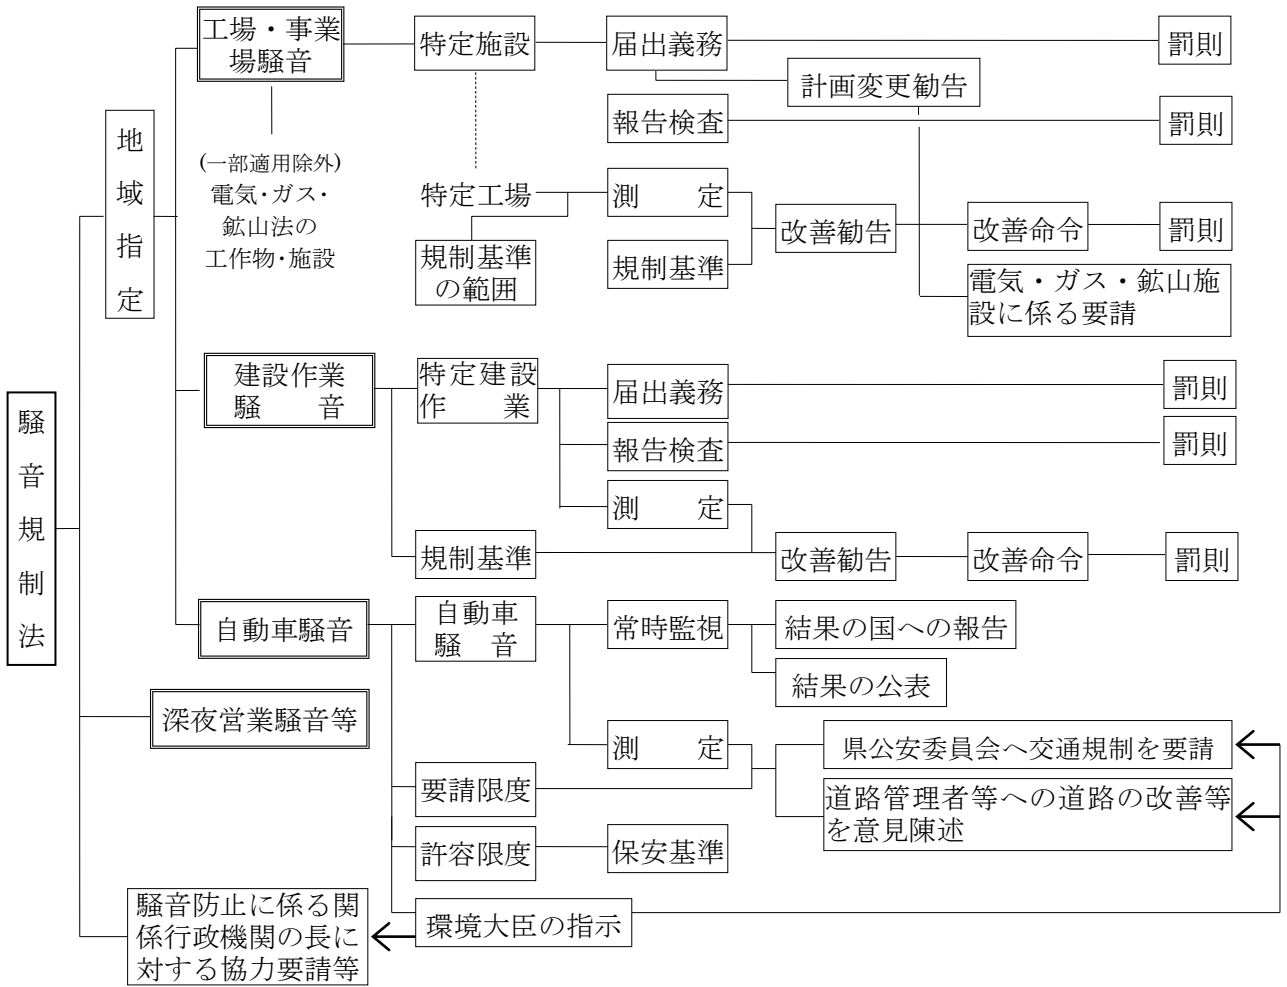 工場・事業
場騒音
特定施設
届出義務
罰則
計画変更勧告
報告検査
罰則
地域指定
(一部適用除外)
電気・ガス・
鉱山法の
工作物・施設
特定工場
測　定
改善勧告
改善命令
罰則
規制基準
の範囲
規制基準
電気・ガス・鉱山施
設に係る要請
騒音規制法
建設作業
騒　音
特定建設
作　業
届出義務
罰則
報告検査
罰則
測　定
規制基準
改善勧告
改善命令
罰則
自動車騒音
自動車
騒　音
常時監視
結果の国への報告
結果の公表
深夜営業騒音等
測　定
県公安委員会へ交通規制を要請
要請限度
道路管理者等への道路の改善等
を意見陳述
許容限度
保安基準
騒音防止に係る関
係行政機関の長に
対する協力要請等
環境大臣の指示